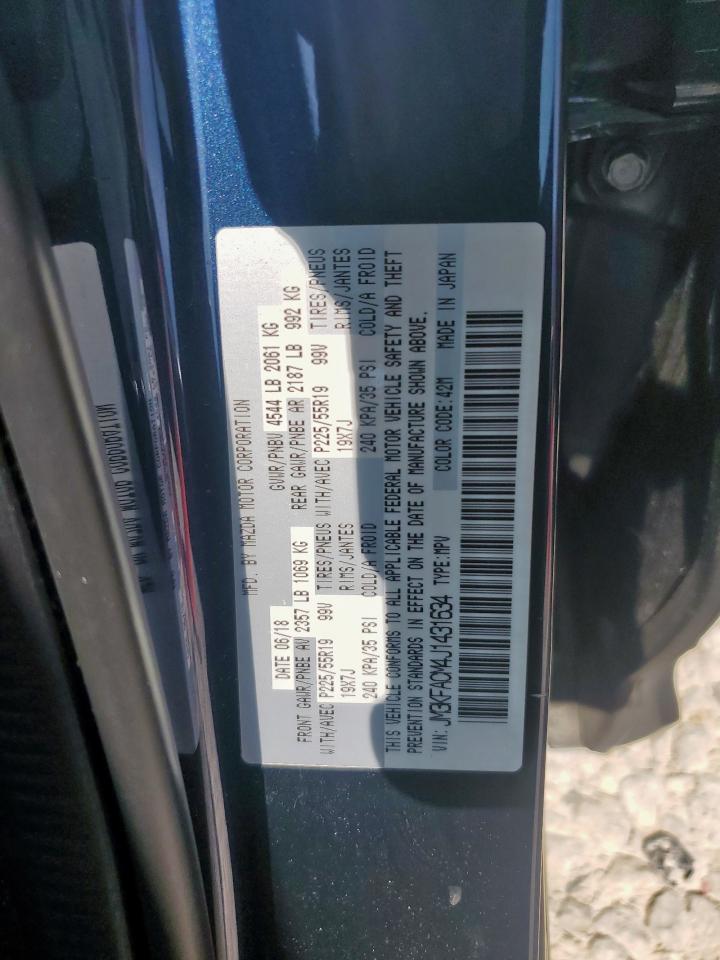 MFD. BY MAZDA MOTOR CORPORATION
DATE 06/18 GVWR/PNBV 4544 LB 2061 KG
FRONT GAWR/PNBE AV 2357 LB 1069 KG REAR GAWR/PNBE AR 2187 LB 992 KG
WITH/AVEC P225/55R19 99V TIRES/PNEUS WITH/AVEC P225/55R19 99V TIRES/PNEUS
19X7J RIMS/JANTES 19X7J RIMS/JANTES
240 KPA/35 PSI COLD/A FROID 240 KPA/35 PSI COLD/A FROID
THIS VEHICLE CONFORMS TO ALL APPLICABLE FEDERAL MOTOR VEHICLE SAFETY AND THEFT
PREVENTION STANDARDS IN EFFECT ON THE DATE OF MANUFACTURE SHOWN ABOVE.
VIN: JM3KFACM4J1431634 TYPE:MPV COLOR CODE:42M MADE IN JAPAN